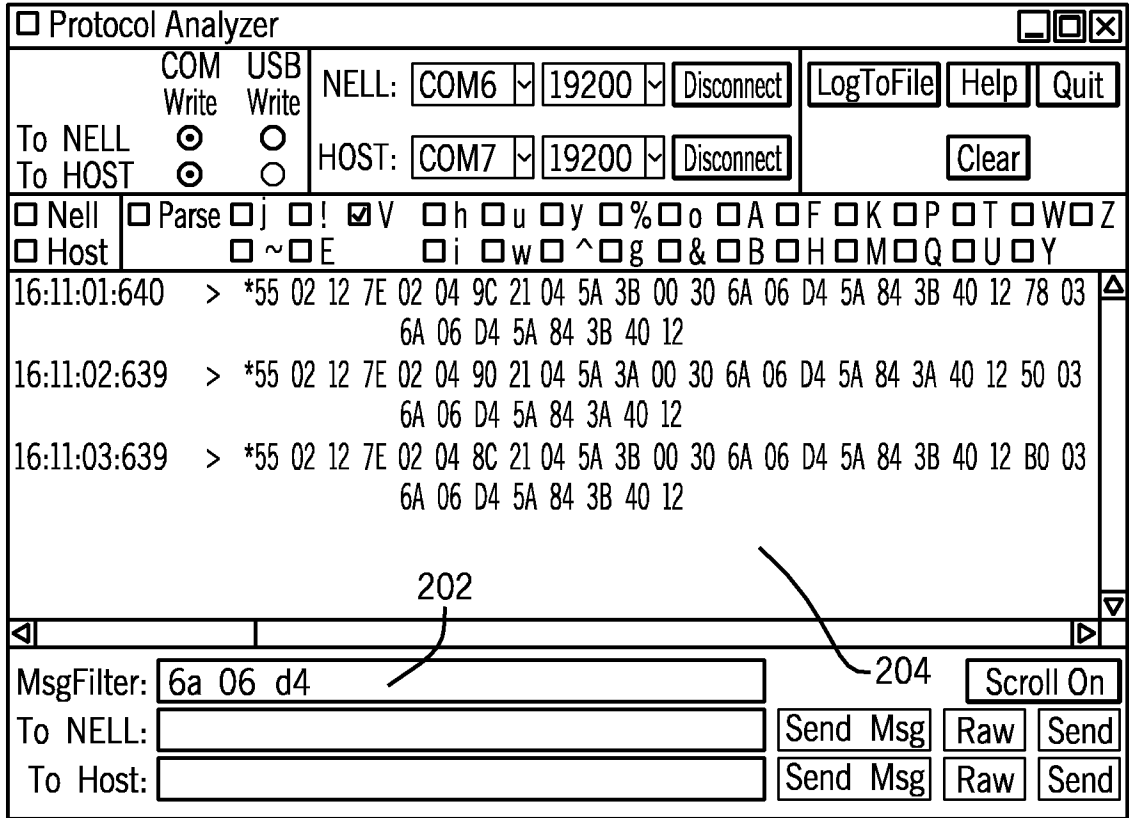 Protocol Analyzer
COM USB
Write Write
To NELL
To HOST
NELL: COM6 19200 Disconnect
HOST: COM7 19200 Disconnect
LogToFile Help Quit
Clear
Nell Parse j ! V h u y % o A F K P T W Z
Host ~ E i w ^ g & B H M Q U Y
16:11:01:640 > *55 02 12 7E 02 04 9C 21 04 5A 3B 00 30 6A 06 D4 5A 84 3B 40 12 78 03
6A 06 D4 5A 84 3B 40 12
16:11:02:639 > *55 02 12 7E 02 04 90 21 04 5A 3A 00 30 6A 06 D4 5A 84 3A 40 12 50 03
6A 06 D4 5A 84 3A 40 12
16:11:03:639 > *55 02 12 7E 02 04 8C 21 04 5A 3B 00 30 6A 06 D4 5A 84 3B 40 12 B0 03
6A 06 D4 5A 84 3B 40 12
202
204
MsgFilter: 6a 06 d4
Scroll On
To NELL: Send Msg Raw Send
To Host: Send Msg Raw Send